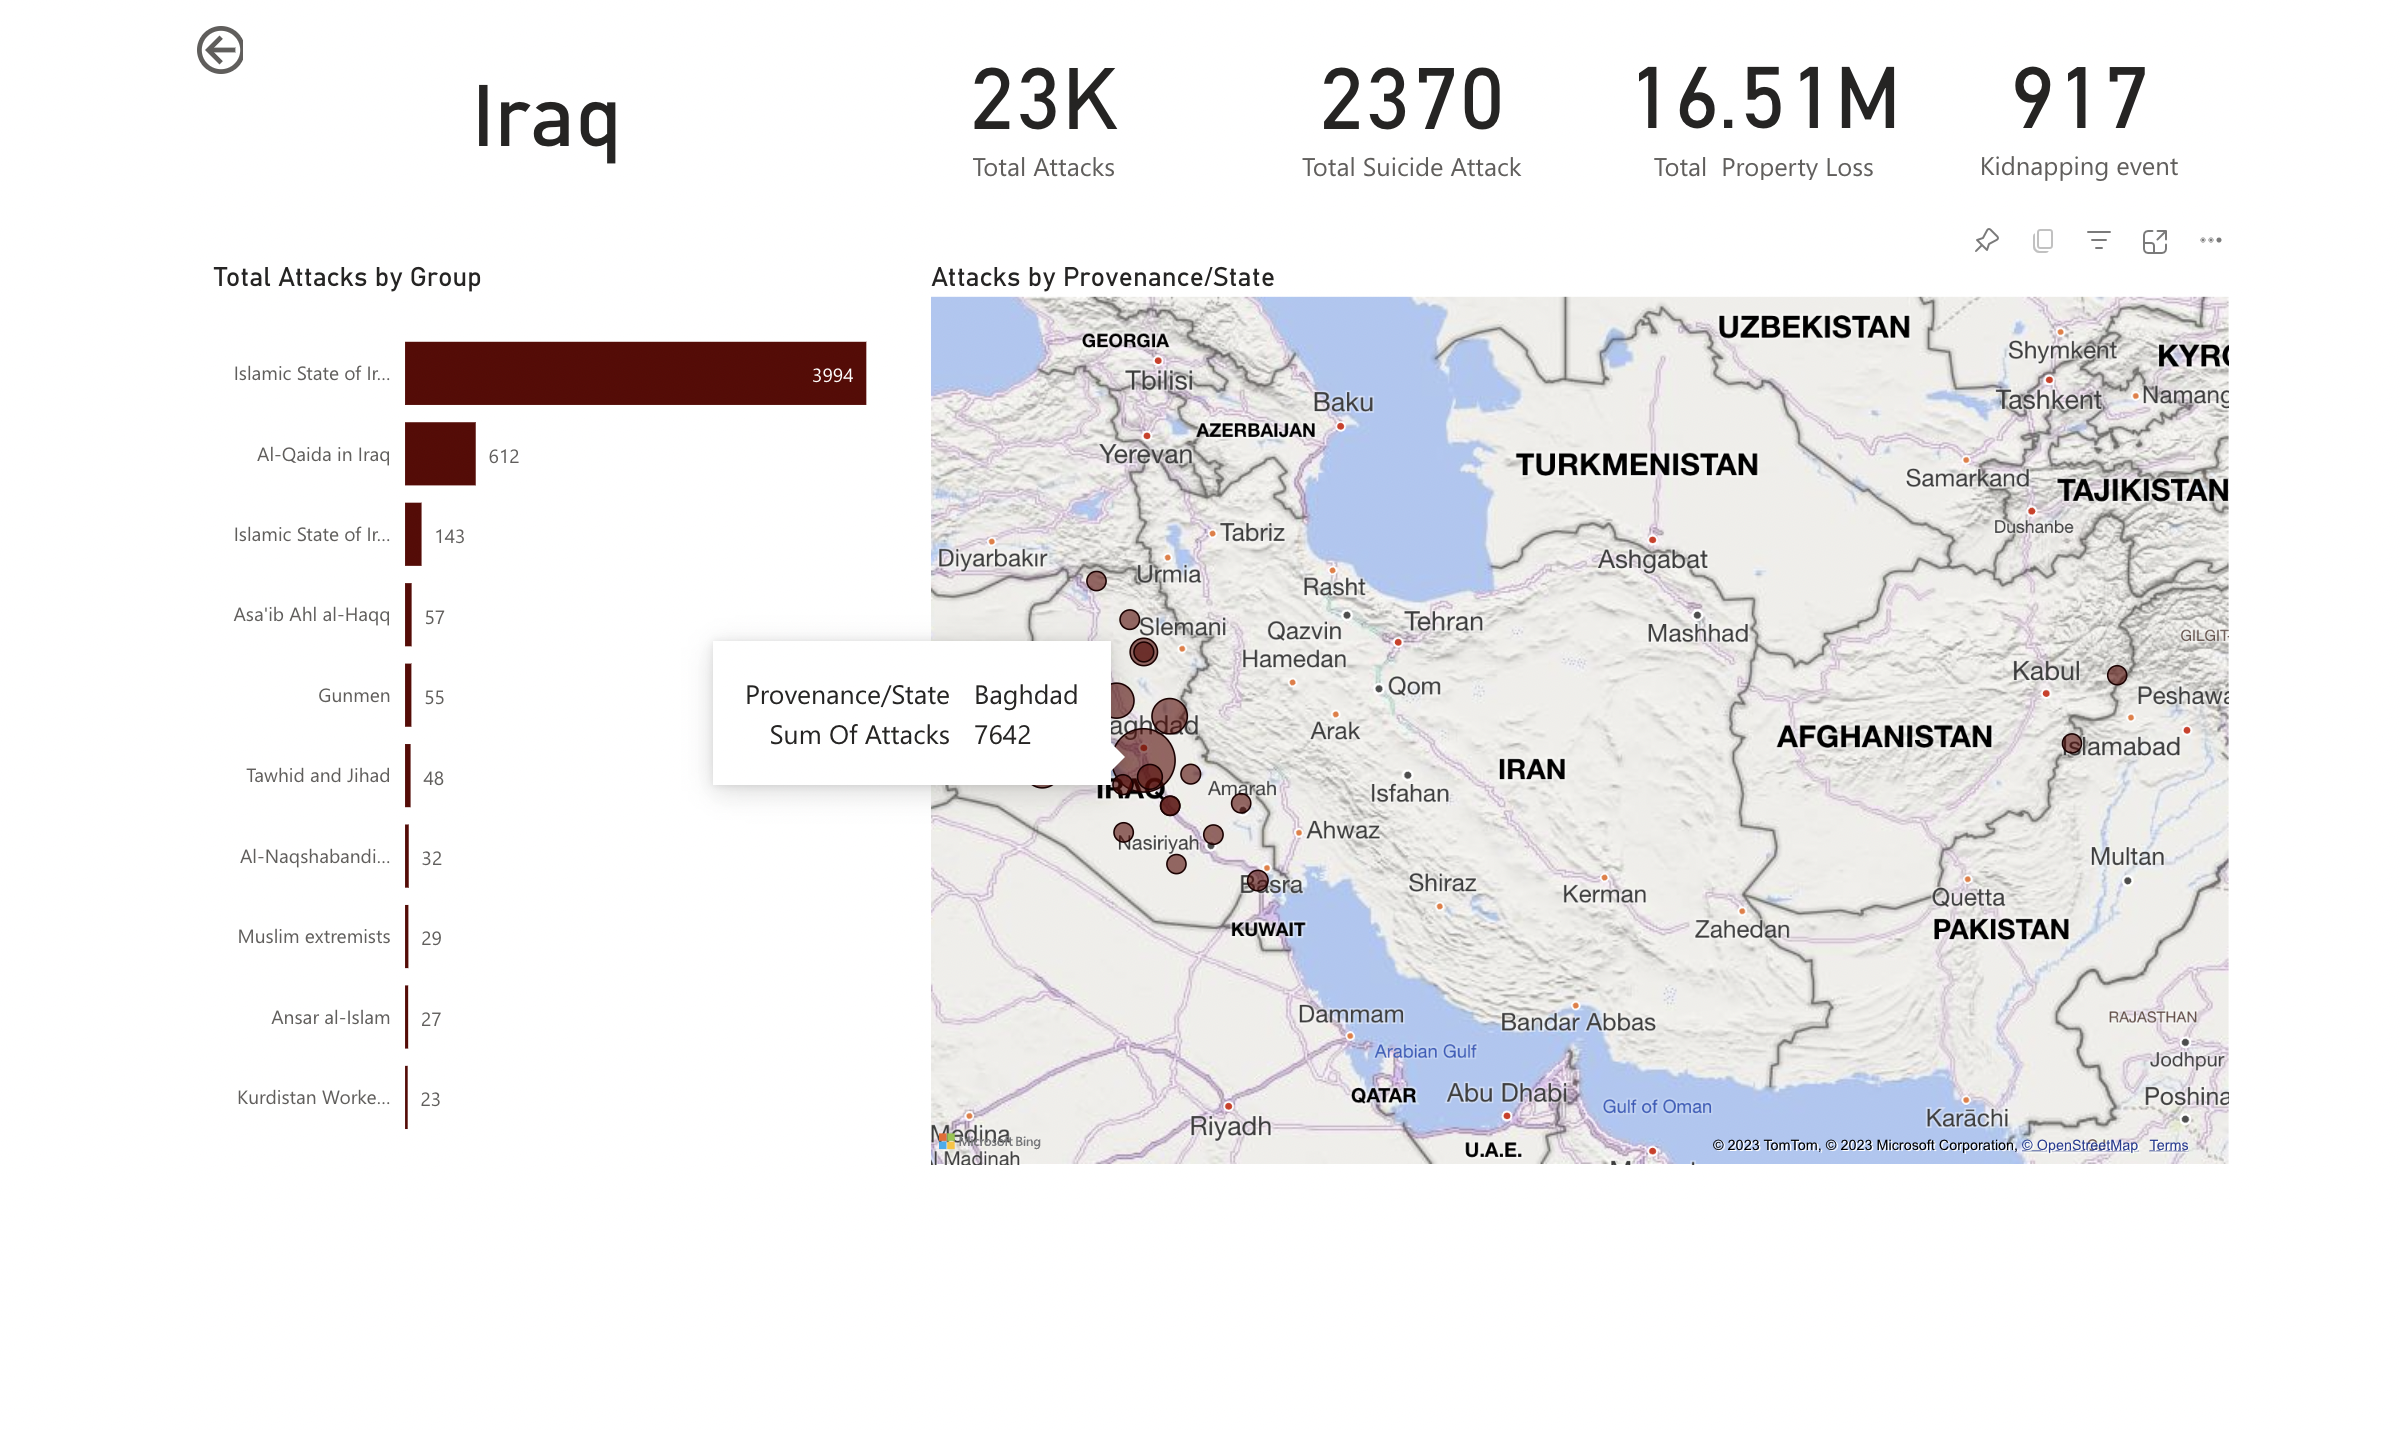 Iraq
23K
Total Attacks
2370
Total Suicide Attack
16.51M
Total Property Loss
917
Kidnapping event
Total Attacks by Group
Islamic State of Ir...
3994
Al-Qaida in Iraq
612
Islamic State of Ir...
143
Asa'ib Ahl al-Haqq
57
Gunmen
55
Tawhid and Jihad
48
Al-Naqshabandi...
32
Muslim extremists
29
Ansar al-Islam
27
Kurdistan Worke...
23
Attacks by Provenance/State
UZBEKISTAN
GEORGIA
Shymkent
KYRG
Tbilisi
Tashkent
Namang
Baku
AZERBAIJAN
Yerevan
TURKMENISTAN
Samarkand
TAJIKISTAN
Dushanbe
Tabriz
Diyarbakır
Urmia
Ashgabat
Rasht
Slemani
Qazvin
Tehran
Mashhad
GILGIT-
Hamedan
Kabul
Qom
Peshawa
Provenance/State Baghdad
Sum Of Attacks 7642
aghdad
Arak
AFGHANISTAN
Islamabad
IRAN
IRAQ
Amarah
Isfahan
Ahwaz
Nasiriyah
Multan
Basra
Shiraz
Kerman
Quetta
KUWAIT
Zahedan
PAKISTAN
Dammam
Bandar Abbas
RAJASTHAN
Arabian Gulf
Jodhpur
QATAR
Abu Dhabi
Gulf of Oman
Poshina
Karāchi
Riyadh
Medina
Microsoft Bing
l Madinah
U.A.E.
© 2023 TomTom, © 2023 Microsoft Corporation, © OpenStreetMap Terms